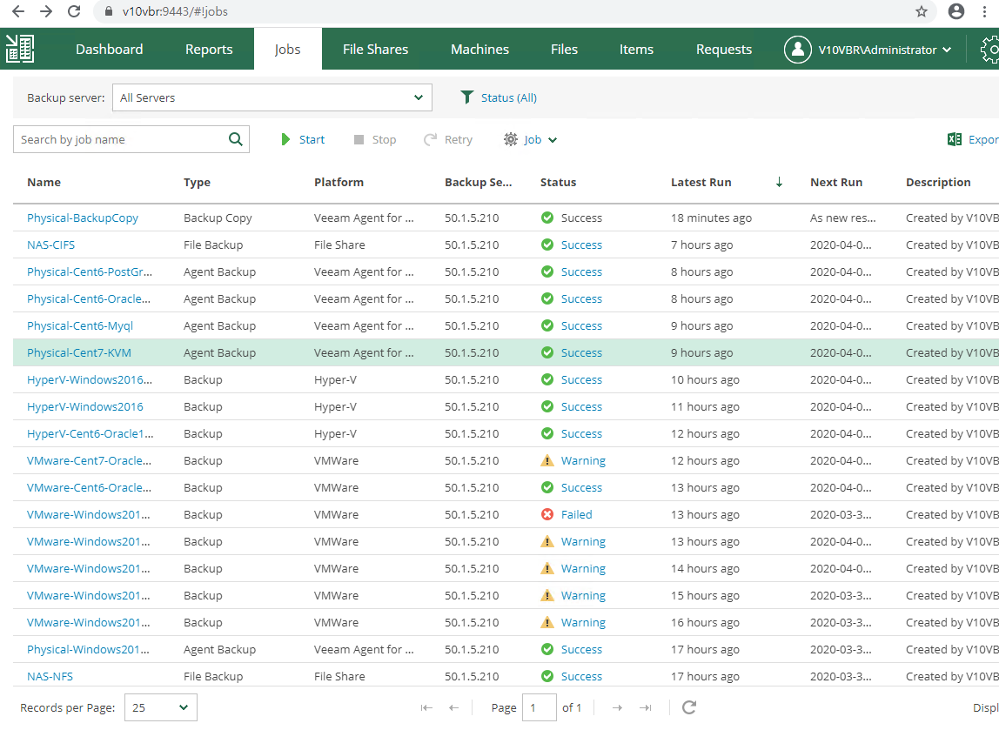 v10vbr:9443/#!jobs
Dashboard Reports Jobs File Shares Machines Files Items Requests V10VBR\Administrator
Backup server: All Servers Status (All)
Search by job name Start Stop Retry Job Expor
Name Type Platform Backup Se... Status Latest Run Next Run Description
Physical-BackupCopy Backup Copy Veeam Agent for ... 50.1.5.210 Success 18 minutes ago As new res... Created by V10VB
NAS-CIFS File Backup File Share 50.1.5.210 Success 7 hours ago 2020-04-0... Created by V10VB
Physical-Cent6-PostGr... Agent Backup Veeam Agent for ... 50.1.5.210 Success 8 hours ago 2020-04-0... Created by V10VB
Physical-Cent6-Oracle... Agent Backup Veeam Agent for ... 50.1.5.210 Success 8 hours ago 2020-04-0... Created by V10VB
Physical-Cent6-Myql Agent Backup Veeam Agent for ... 50.1.5.210 Success 9 hours ago 2020-04-0... Created by V10VB
Physical-Cent7-KVM Agent Backup Veeam Agent for ... 50.1.5.210 Success 9 hours ago 2020-04-0... Created by V10VB
HyperV-Windows2016... Backup Hyper-V 50.1.5.210 Success 10 hours ago 2020-04-0... Created by V10VB
HyperV-Windows2016 Backup Hyper-V 50.1.5.210 Success 11 hours ago 2020-04-0... Created by V10VB
HyperV-Cent6-Oracle1... Backup Hyper-V 50.1.5.210 Success 12 hours ago 2020-04-0... Created by V10VB
VMware-Cent7-Oracle... Backup VMWare 50.1.5.210 Warning 12 hours ago 2020-04-0... Created by V10VB
VMware-Cent6-Oracle... Backup VMWare 50.1.5.210 Success 13 hours ago 2020-04-0... Created by V10VB
VMware-Windows201... Backup VMWare 50.1.5.210 Failed 13 hours ago 2020-03-3... Created by V10VB
VMware-Windows201... Backup VMWare 50.1.5.210 Warning 13 hours ago 2020-04-0... Created by V10VB
VMware-Windows201... Backup VMWare 50.1.5.210 Warning 14 hours ago 2020-04-0... Created by V10VB
VMware-Windows201... Backup VMWare 50.1.5.210 Warning 15 hours ago 2020-03-3... Created by V10VB
VMware-Windows201... Backup VMWare 50.1.5.210 Warning 16 hours ago 2020-03-3... Created by V10VB
Physical-Windows201... Agent Backup Veeam Agent for ... 50.1.5.210 Success 17 hours ago 2020-03-3... Created by V10VB
NAS-NFS File Backup File Share 50.1.5.210 Success 17 hours ago 2020-03-3... Created by V10VB
Records per Page: 25 Page 1 of 1 Displ